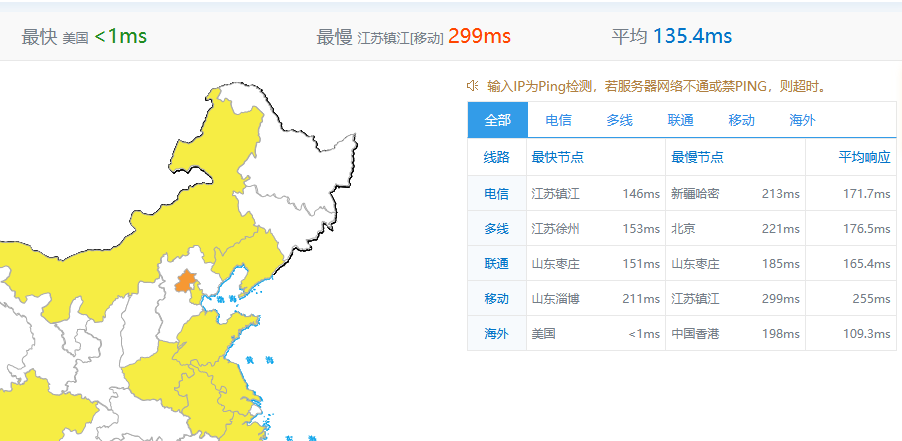 最快 美国 <1ms 最慢 江苏镇江[移动] 299ms 平均 135.4ms
输入IP为Ping检测，若服务器网络不通或禁PING，则超时。
全部 电信 多线 联通 移动 海外
线路 最快节点 最慢节点 平均响应
电信 江苏镇江 146ms 新疆哈密 213ms 171.7ms
多线 江苏徐州 153ms 北京 221ms 176.5ms
联通 山东枣庄 151ms 山东枣庄 185ms 165.4ms
移动 山东淄博 211ms 江苏镇江 299ms 255ms
海外 美国 <1ms 中国香港 198ms 109.3ms